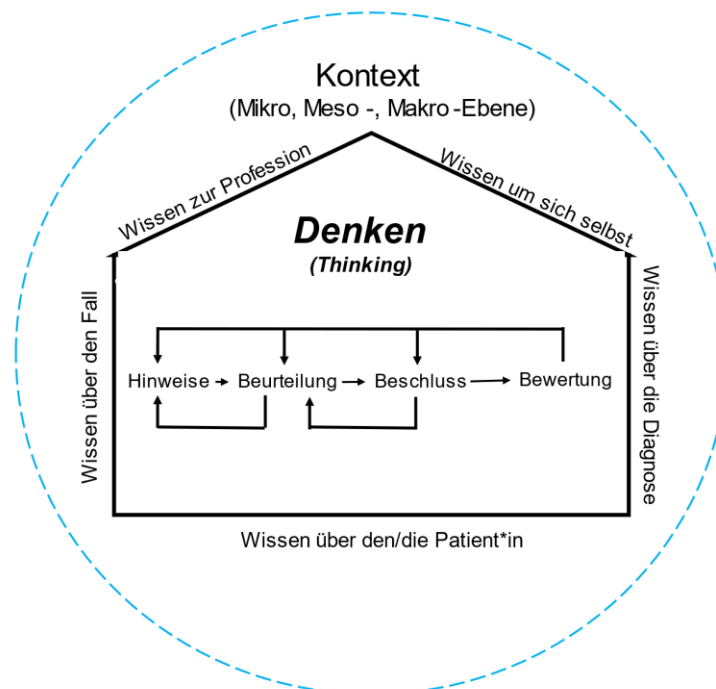 Kontext
(Mikro, Meso -, Makro -Ebene)
Wissen zur Profession
Wissen um sich selbst
Denken
(Thinking)
Wissen über den Fall
Wissen über die Diagnose
Hinweise
Beurteilung
Beschluss
Bewertung
Wissen über den/die Patient*in